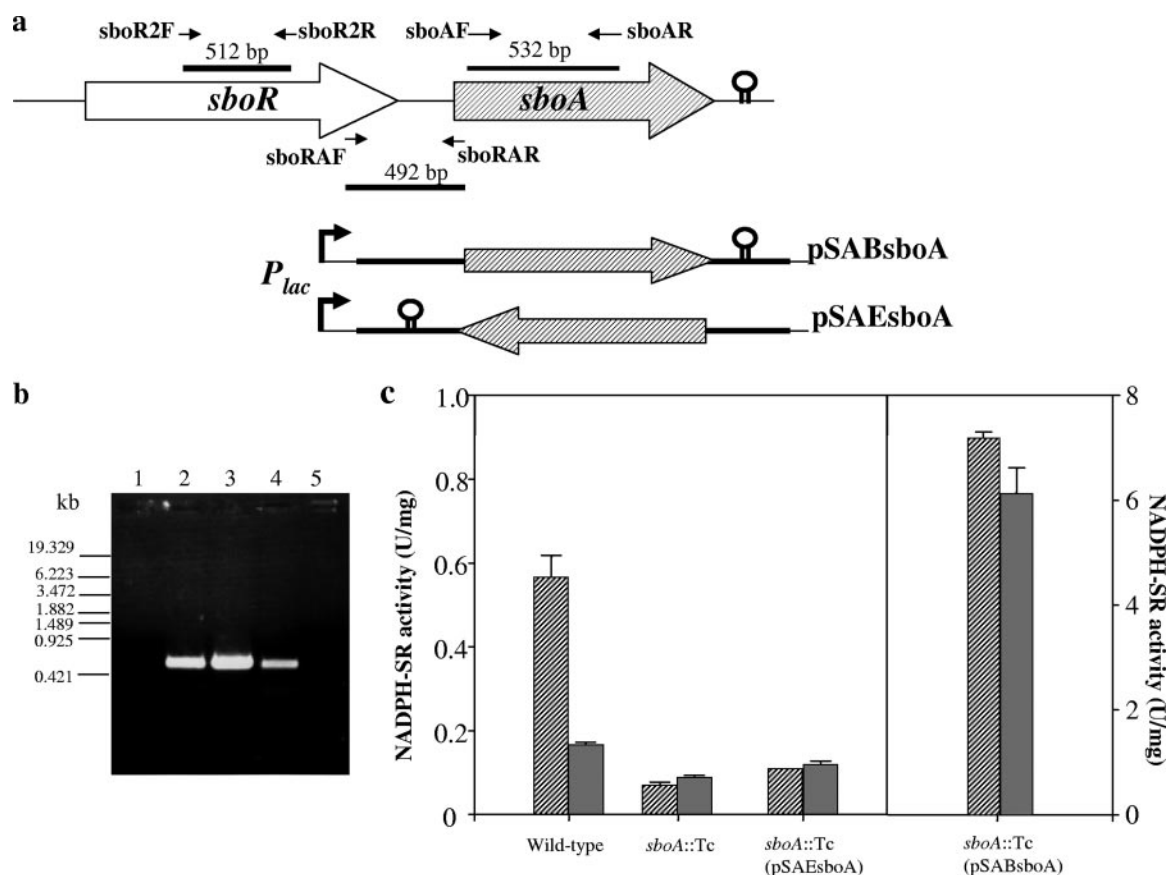 a
sboR2F sboR2R sboAF sboAR
512 bp 532 bp
sboR sboA
sboRAF sboRAR
492 bp
pSABsboA
Plac
pSAEsboA
b
1 2 3 4 5
kb
19.329
6.223
3.472
1.882
1.489
0.925
0.421
c
NADPH-SR activity (U/mg)
1.0
0.8
0.6
0.4
0.2
0
8
6
4
2
0
NADPH-SR activity (U/mg)
Wild-type sboA::Tc sboA::Tc sboA::Tc
(pSAEsboA) (pSABsboA)